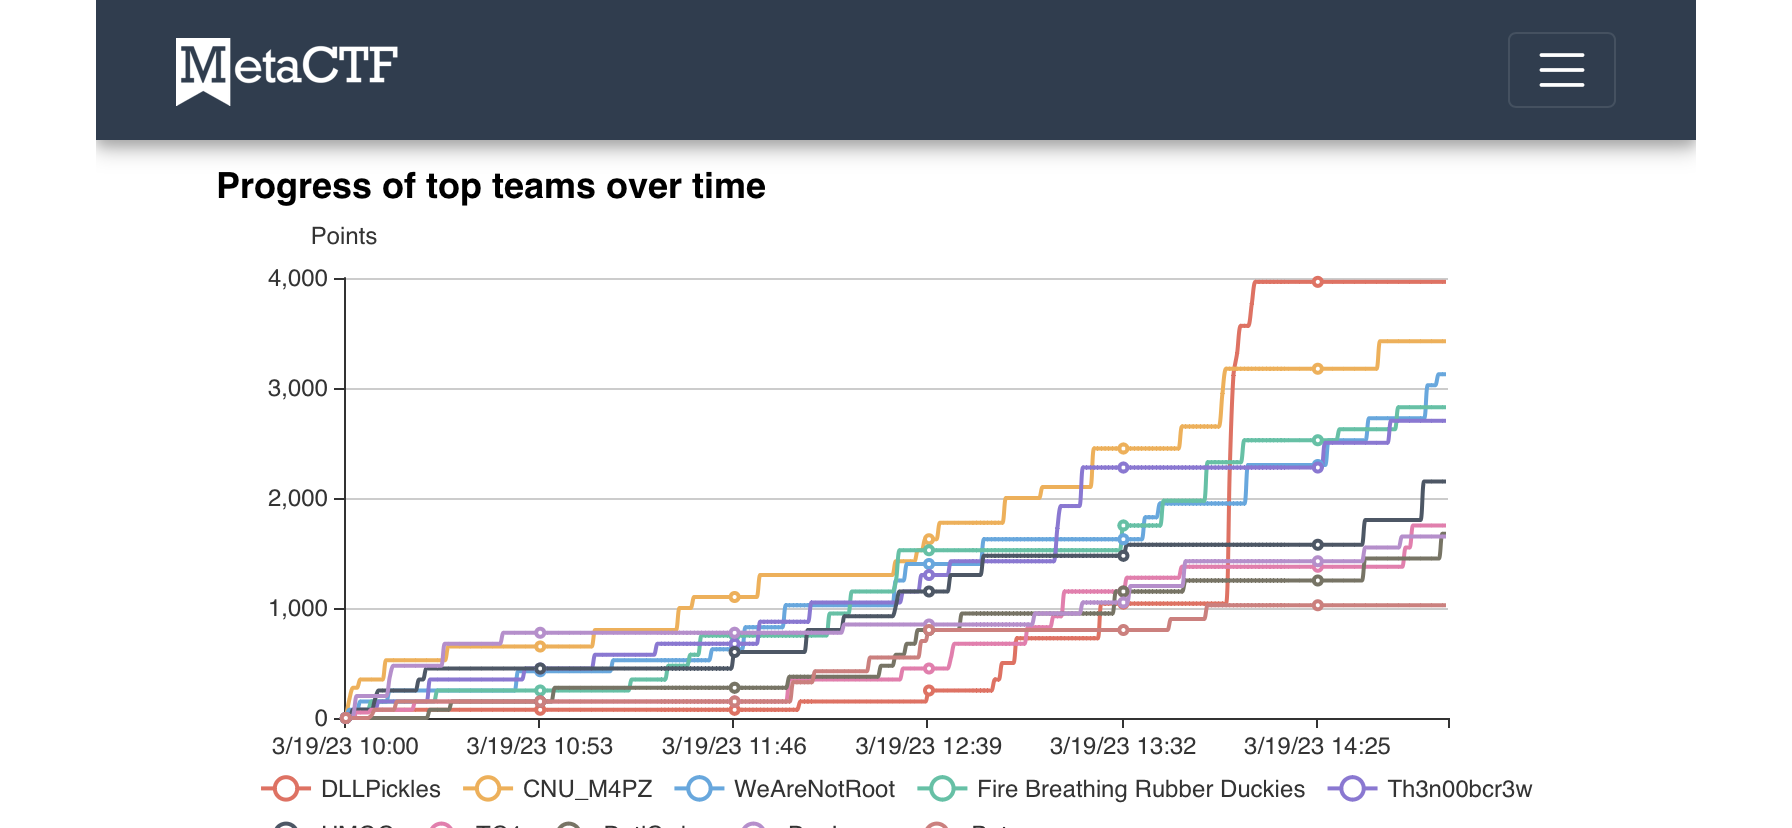 MetaCTF
Progress of top teams over time
Points
4,000
3,000
2,000
1,000
0
3/19/23 10:00 3/19/23 10:53 3/19/23 11:46 3/19/23 12:39 3/19/23 13:32 3/19/23 14:25
DLLPickles CNU_M4PZ WeAreNotRoot Fire Breathing Rubber Duckies Th3n00bcr3w